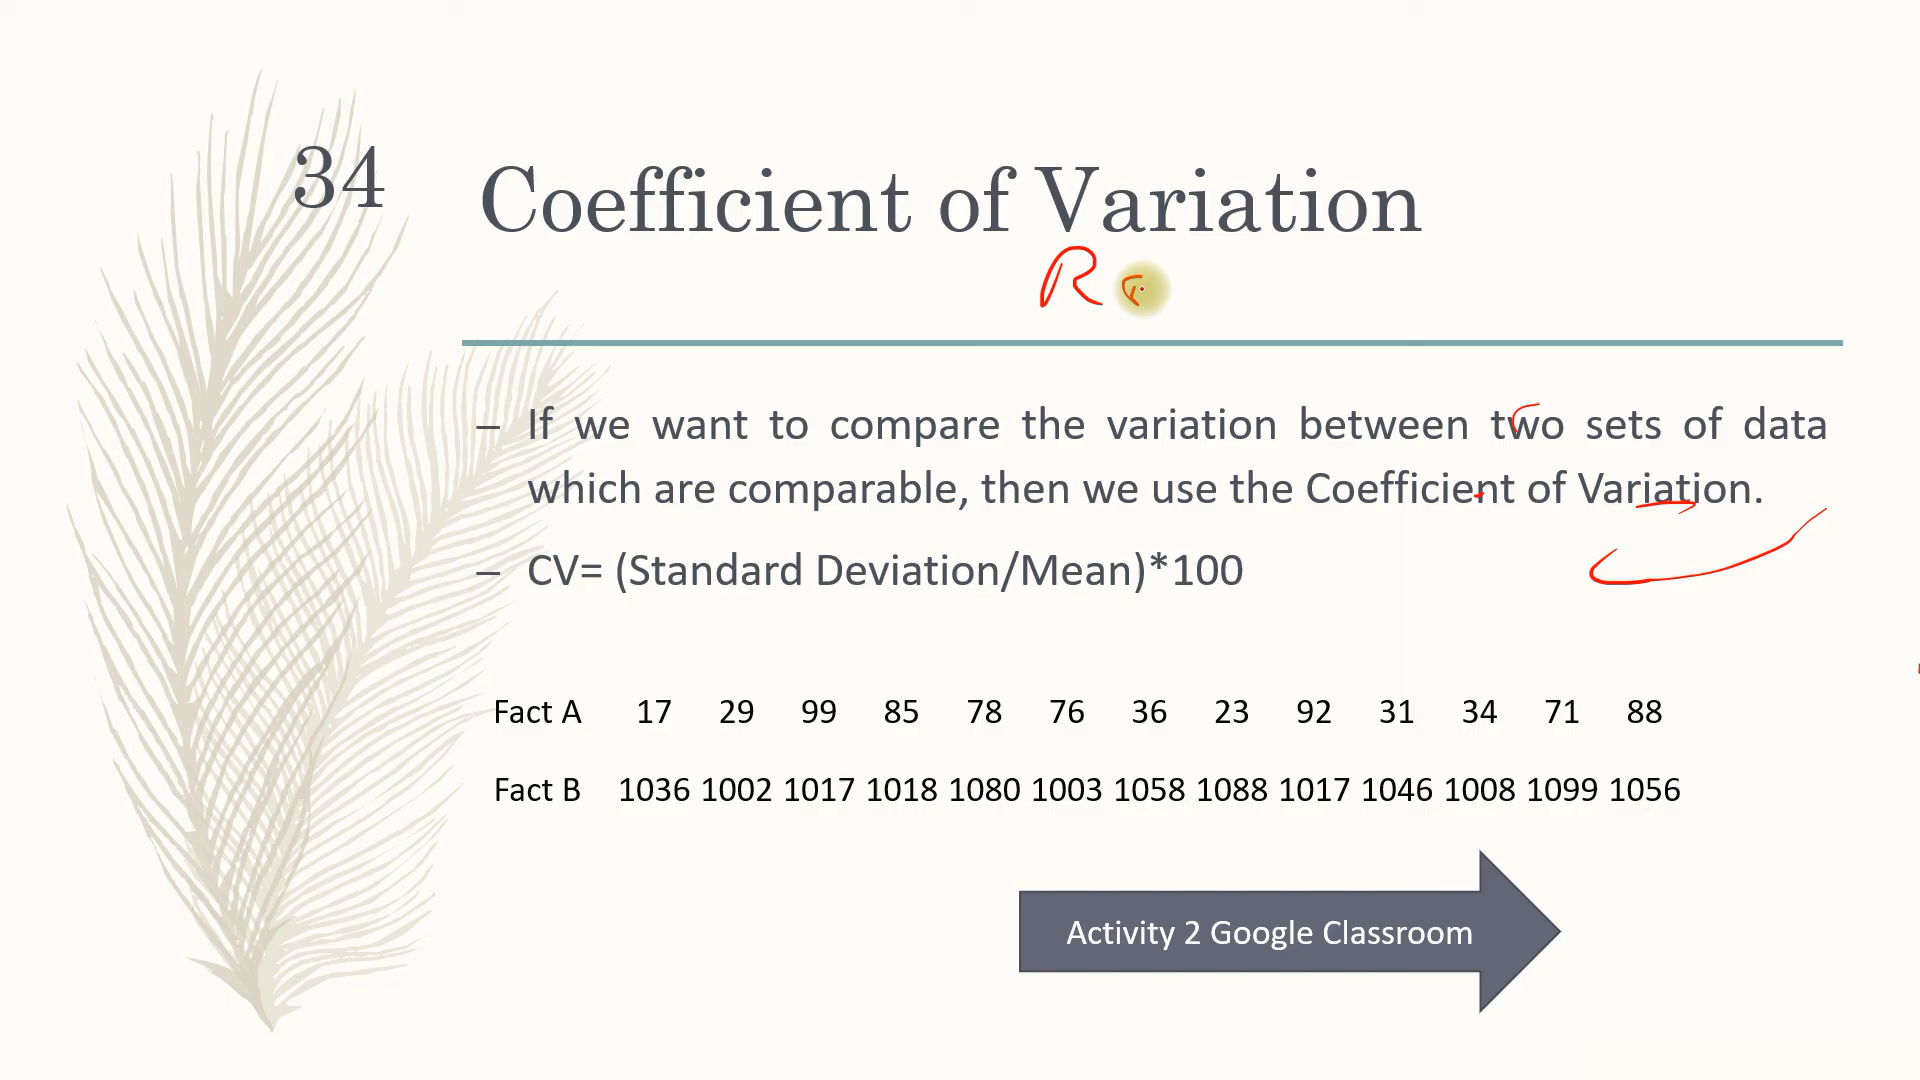 34
Coefficient of Variation
R
– If we want to compare the variation between two sets of data
which are comparable, then we use the Coefficient of Variation.
– CV= (Standard Deviation/Mean)*100
Fact A 17 29 99 85 78 76 36 23 92 31 34 71 88
Fact B 1036 1002 1017 1018 1080 1003 1058 1088 1017 1046 1008 1099 1056
Activity 2 Google Classroom